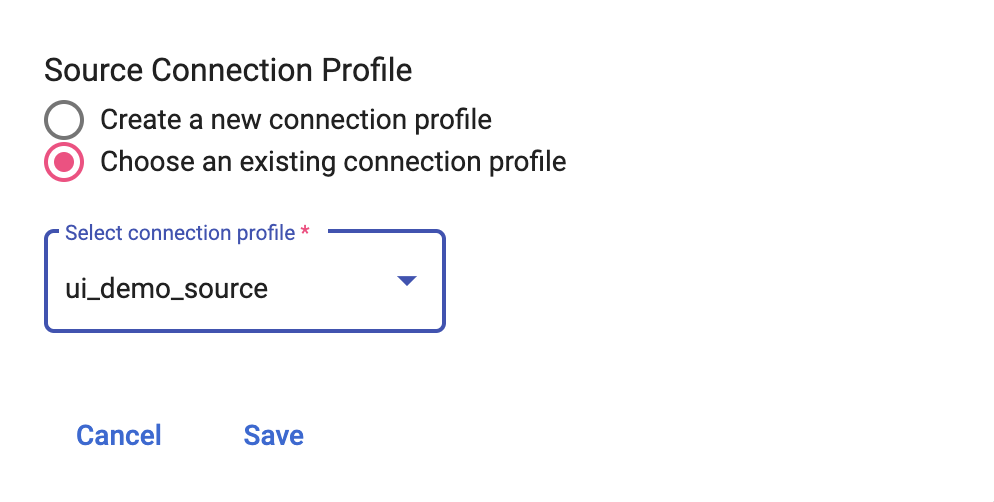 Source Connection Profile
Create a new connection profile
Choose an existing connection profile
Select connection profile *
ui_demo_source
Cancel Save